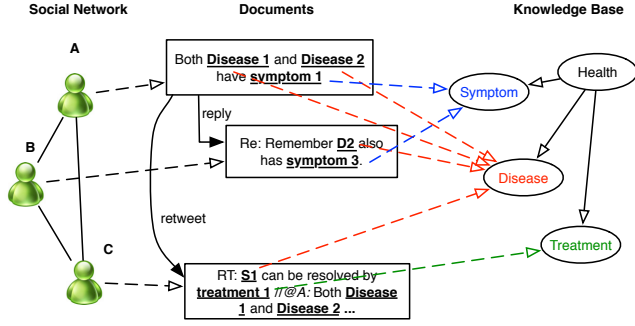 Social Network
Documents
Knowledge Base
A
Both Disease 1 and Disease 2
have symptom 1
Health
Symptom
reply
B
Re: Remember D2 also
has symptom 3.
Disease
retweet
C
Treatment
RT: S1 can be resolved by
treatment 1 //@A: Both Disease
1 and Disease 2 ...